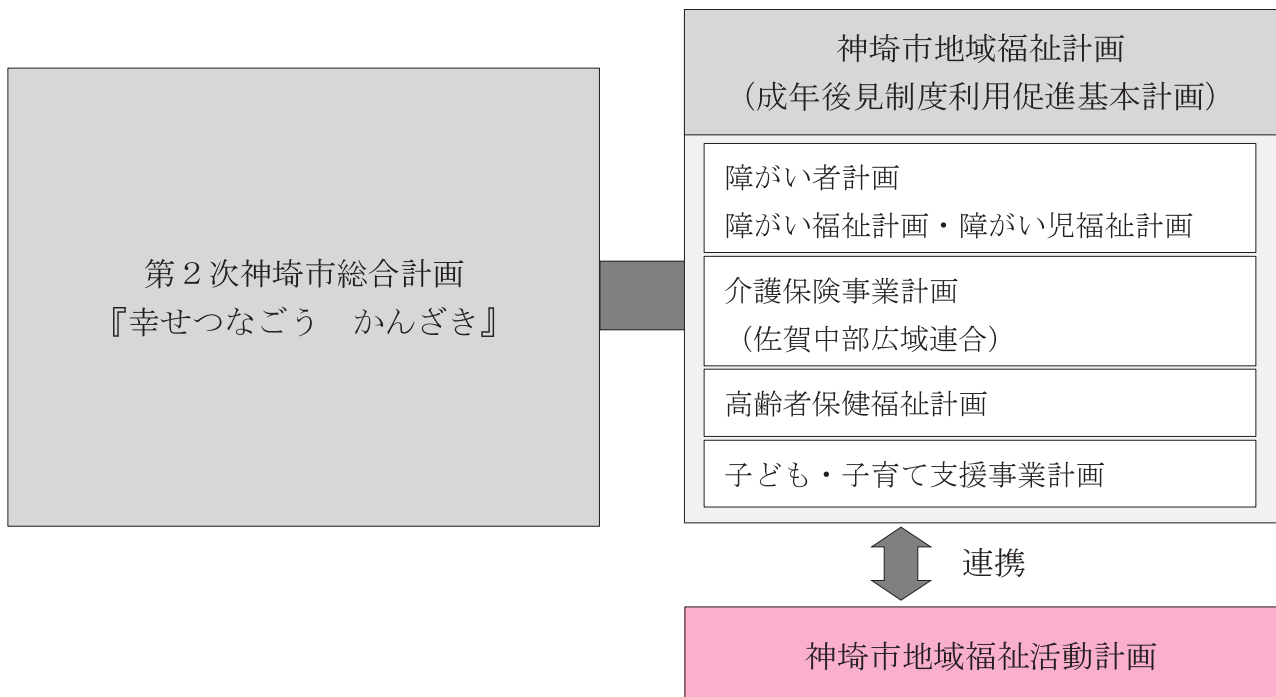 第２次神埼市総合計画
『幸せつなごう　かんざき』
神埼市地域福祉計画
（成年後見制度利用促進基本計画）
障がい者計画
障がい福祉計画・障がい児福祉計画
介護保険事業計画
（佐賀中部広域連合）
高齢者保健福祉計画
子ども・子育て支援事業計画
連携
神埼市地域福祉活動計画